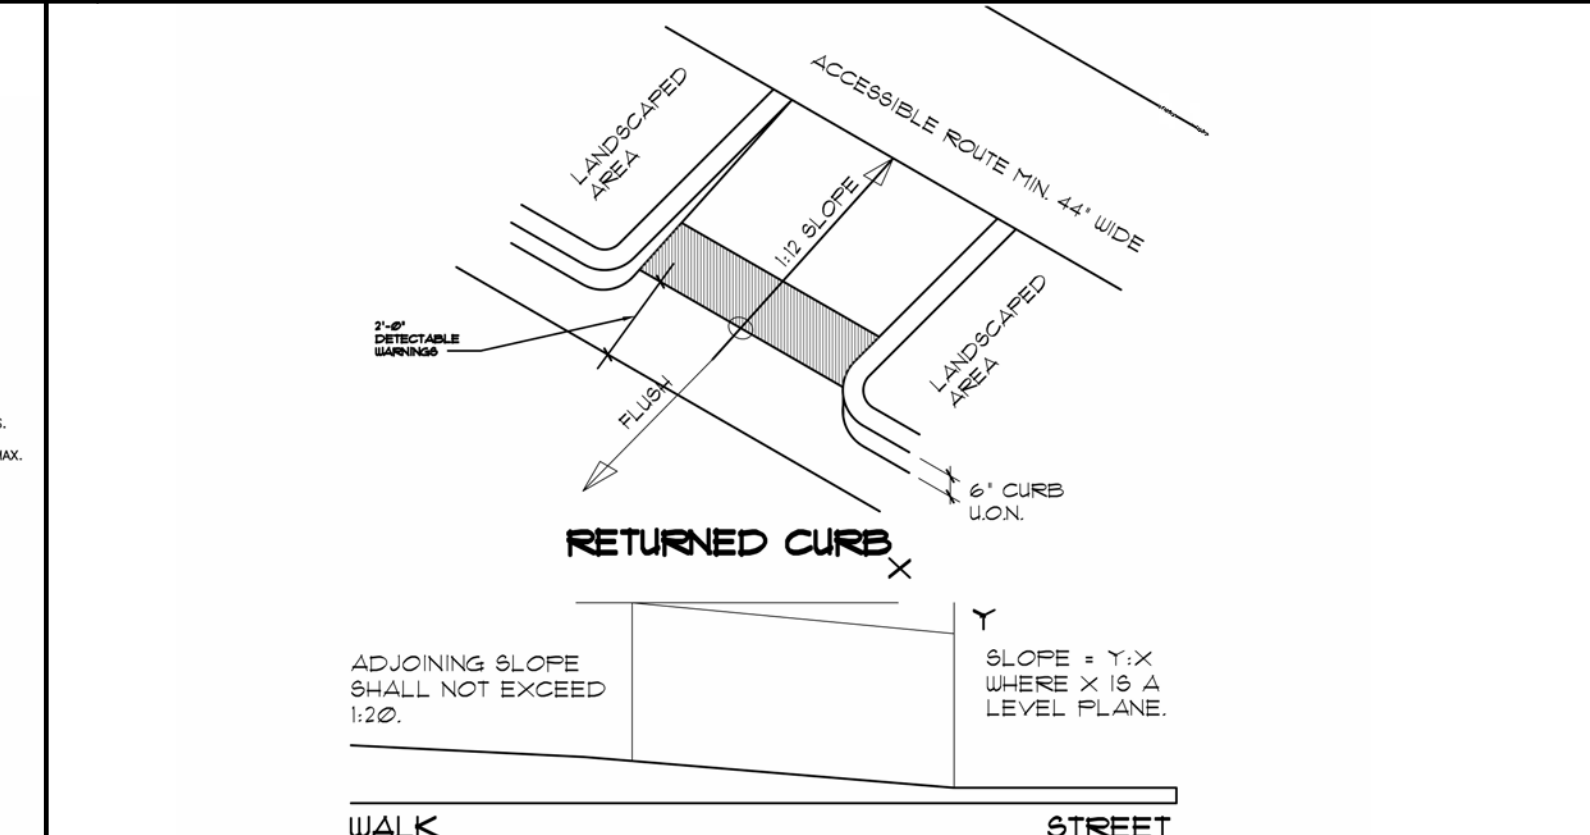 ACCESSIBLE ROUTE MIN. 44" WIDE
LANDSCAPED
AREA
1:12 SLOPE
LANDSCAPED
AREA
2'-0"
DETECTABLE
WARNINGS
FLUSH
6" CURB
U.O.N.
RETURNED CURB
X
Y
ADJOINING SLOPE
SHALL NOT EXCEED
1:20.
SLOPE = Y:X
WHERE X IS A
LEVEL PLANE.
WALK
STREET